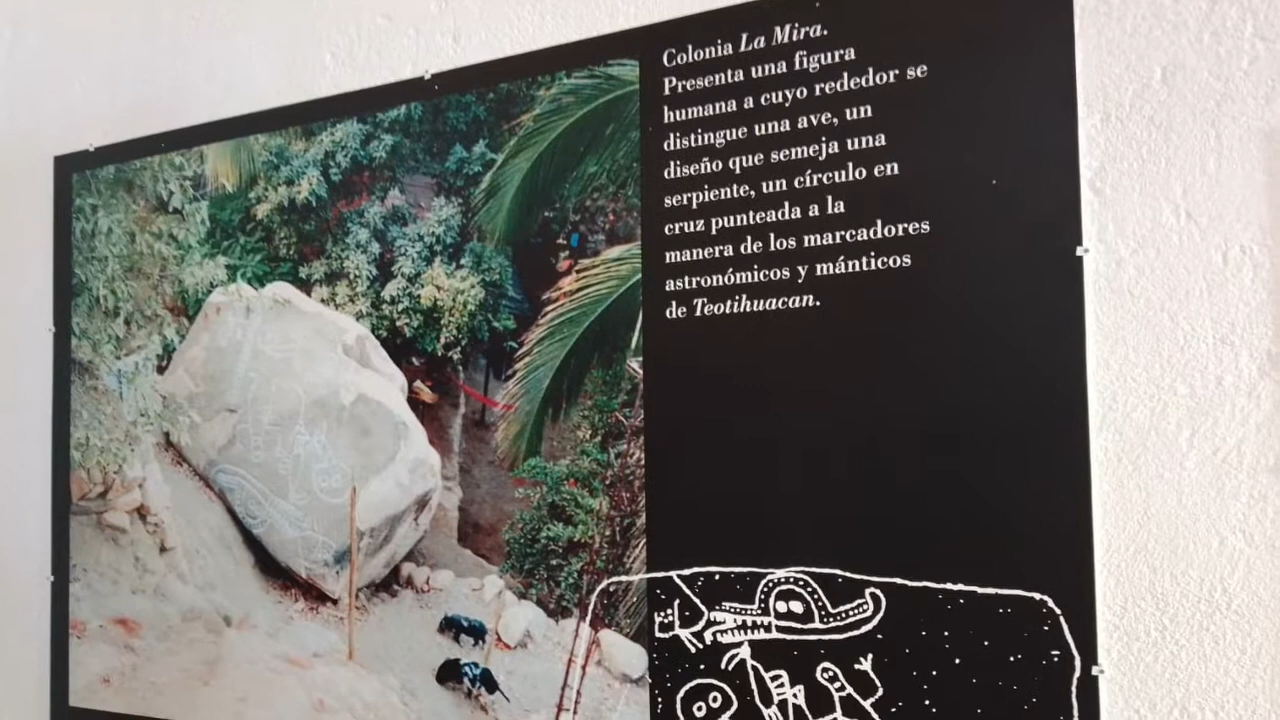 Colonia La Mira.
Presenta una figura
humana a cuyo rededor se
distingue una ave, un
diseño que semeja una
serpiente, un círculo en
cruz punteada a la
manera de los marcadores
astronómicos y mánticos
de Teotihuacan.